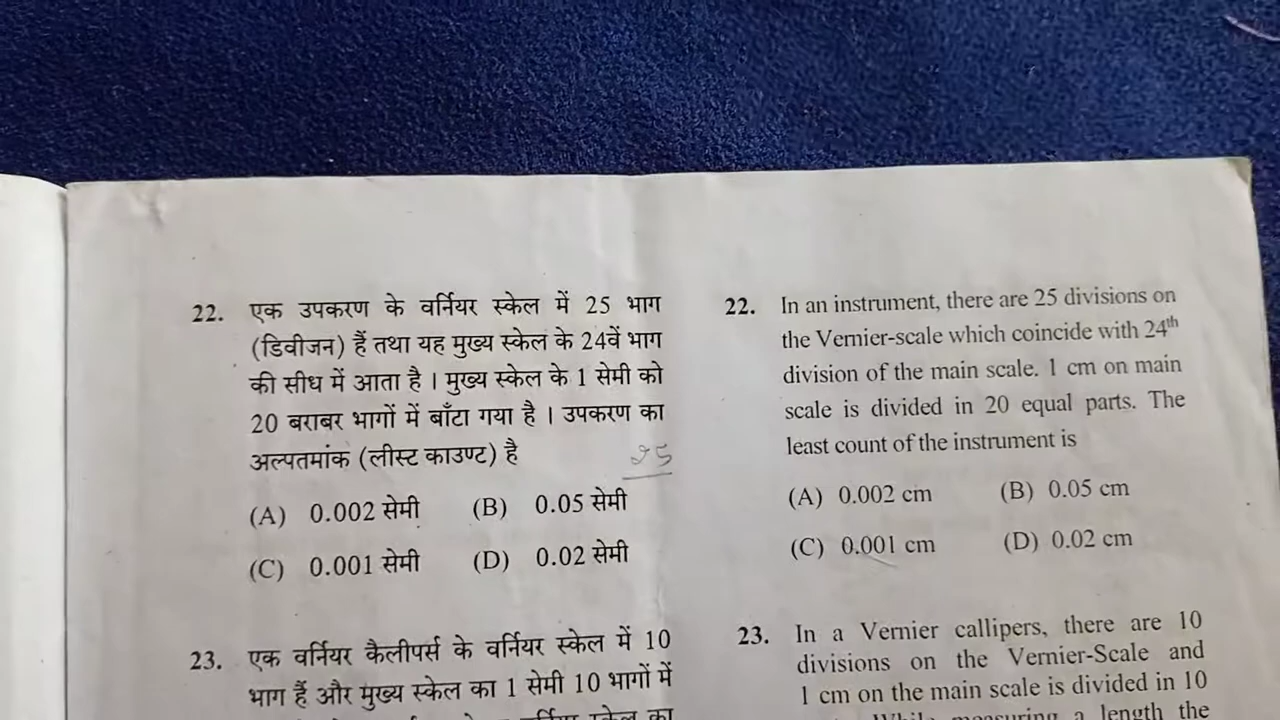 22. एक उपकरण के वर्नियर स्केल में 25 भाग
(डिवीजन) हैं तथा यह मुख्य स्केल के 24वें भाग
की सीध में आता है । मुख्य स्केल के 1 सेमी को
20 बराबर भागों में बाँटा गया है । उपकरण का
अल्पतमांक (लीस्ट काउण्ट) है
25
(A) 0.002 सेमी (B) 0.05 सेमी
(C) 0.001 सेमी (D) 0.02 सेमी
23. एक वर्नियर कैलीपर्स के वर्नियर स्केल में 10
भाग हैं और मुख्य स्केल का 1 सेमी 10 भागों में
22. In an instrument, there are 25 divisions on
the Vernier-scale which coincide with 24th
division of the main scale. 1 cm on main
scale is divided in 20 equal parts. The
least count of the instrument is
(A) 0.002 cm (B) 0.05 cm
(C) 0.001 cm (D) 0.02 cm
23. In a Vernier callipers, there are 10
divisions on the Vernier-Scale and
1 cm on the main scale is divided in 10
While measuring a length the